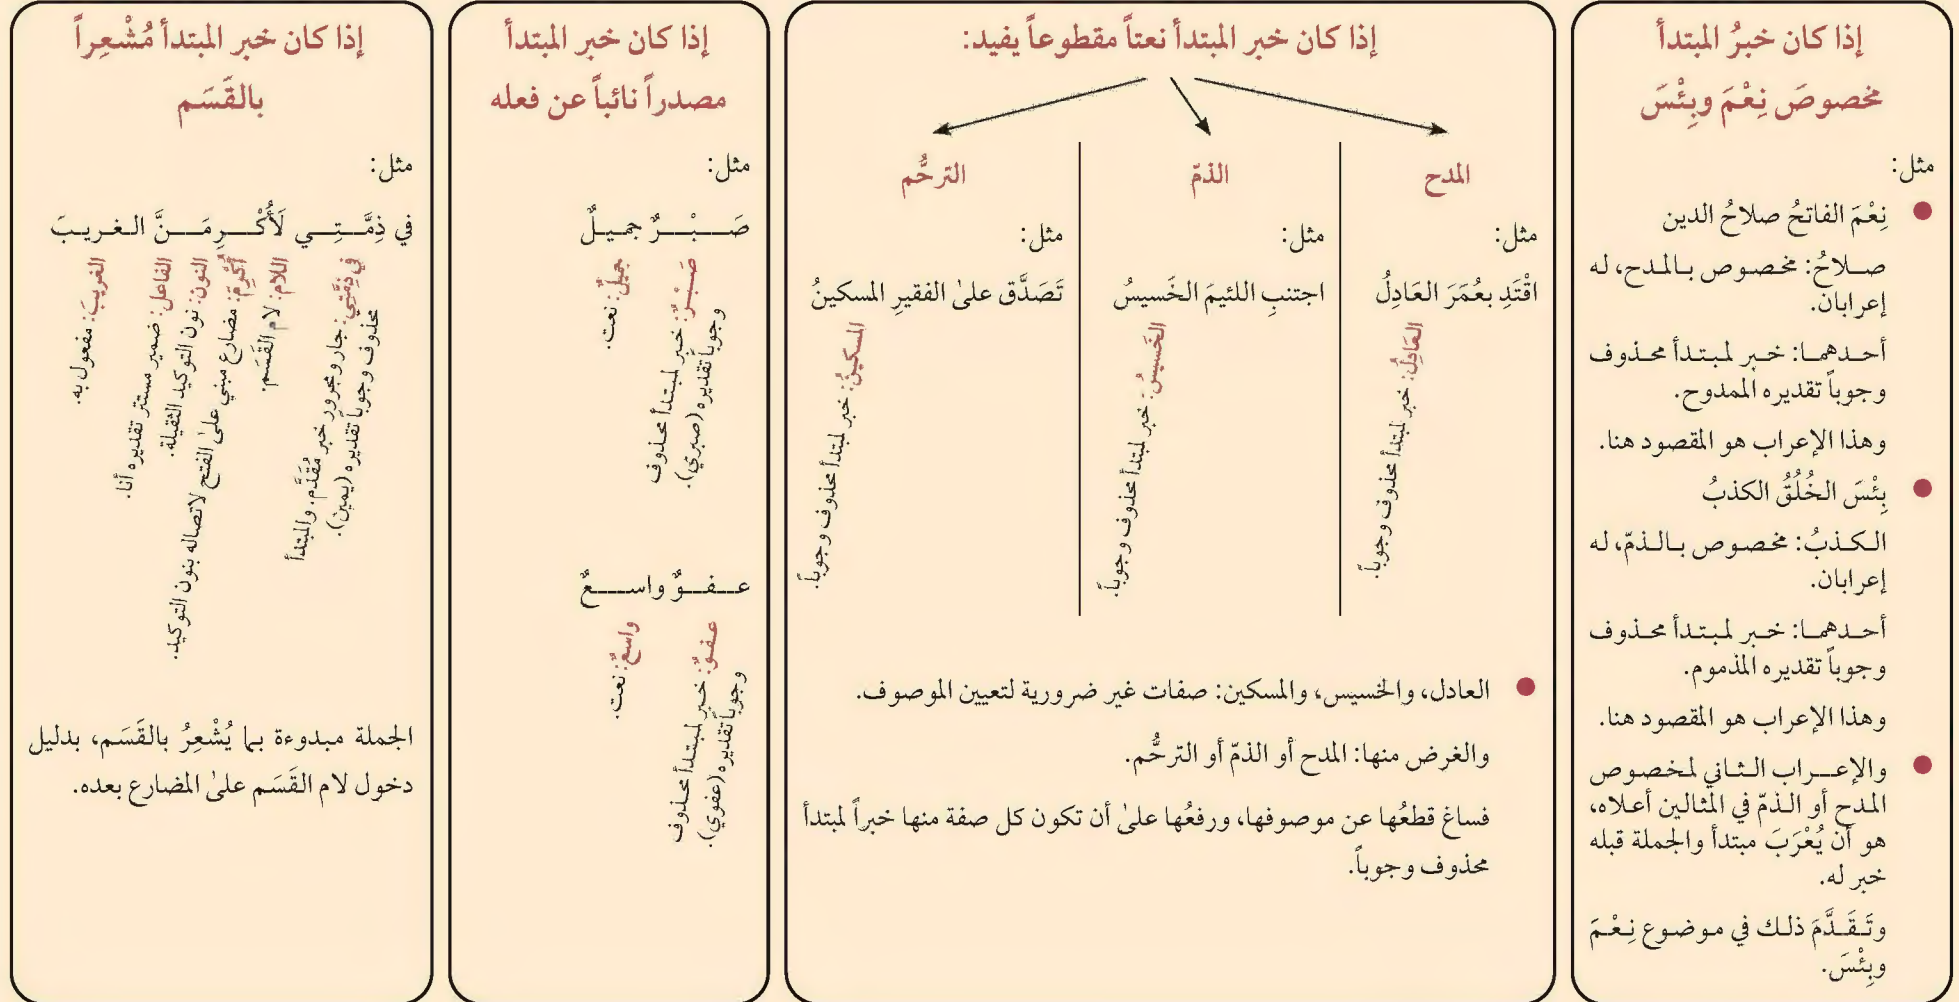 إذا كان خبرُ المبتدأ
مخصوصَ نِعْمَ وبِئْسَ
مثل:
نِعْمَ الفاتحُ صلاحُ الدين
صلاحُ: مخصوص بالمدح، له
إعرابان.
أحدهما: خبر لمبتدأ محذوف
وجوباً تقديره الممدوح.
وهذا الإعراب هو المقصود هنا.
بِئْسَ الخُلُقُ الكذبُ
الكذبُ: مخصوص بالذمّ، له
إعرابان.
أحدهما: خبر لمبتدأ محذوف
وجوباً تقديره المذموم.
وهذا الإعراب هو المقصود هنا.
والإعراب الثاني لمخصوص
المدح أو الذمّ في المثالين أعلاه،
هو أن يُعْرَبَ مبتدأ والجملة قبله
خبر له.
وتَقَدَّمَ ذلك في موضوع نِعْمَ
وبِئْسَ.
إذا كان خبر المبتدأ نعتاً مقطوعاً يفيد:
المدح
مثل:
اقْتَدِ بعُمَرَ العَادِلُ
العَادِلُ: خبر لمبتدأ محذوف وجوباً.
الذمّ
مثل:
اجتنبِ اللئيمَ الخَسيسُ
الخَسيسُ: خبر لمبتدأ محذوف وجوباً.
الترحُّم
مثل:
تَصَدَّق علىٰ الفقيرِ المسكينُ
المسكينُ: خبر لمبتدأ محذوف وجوباً.
العادل، والخسيس، والمسكين: صفات غير ضرورية لتعيين الموصوف.
والغرض منها: المدح أو الذمّ أو الترحُّم.
فساغ قطعُها عن موصوفها، ورفعُها علىٰ أن تكون كل صفة منها خبراً لمبتدأ
محذوف وجوباً.
إذا كان خبر المبتدأ
مصدراً نائباً عن فعله
مثل:
صَبْرٌ جميلٌ
صَبْرٌ: خبر لمبتدأ محذوف
وجوباً تقديره (صبري).
جميلٌ: نعت.
عفوٌ واسعٌ
عفوٌ: خبر لمبتدأ محذوف
وجوباً تقديره (عفوي).
واسعٌ: نعت.
إذا كان خبر المبتدأ مُشْعِراً
بالقَسَم
مثل:
في ذِمَّتِي لَأُكْرِمَنَّ الغريبَ
في ذِمَّتي: جار ومجرور خبر مُقَدَّم، والمبتدأ
محذوف وجوباً تقديره (يمين).
اللام: لام القَسَم.
أُكْرِمَ: مضارع مبني علىٰ الفتح لاتصاله بنون التوكيد.
النون: نون التوكيد الثقيلة.
الفاعل: ضمير مستتر تقديره أنا.
الغريبَ: مفعول به.
الجملة مبدوءة بما يُشْعِرُ بالقَسَم، بدليل
دخول لام القَسَم علىٰ المضارع بعده.